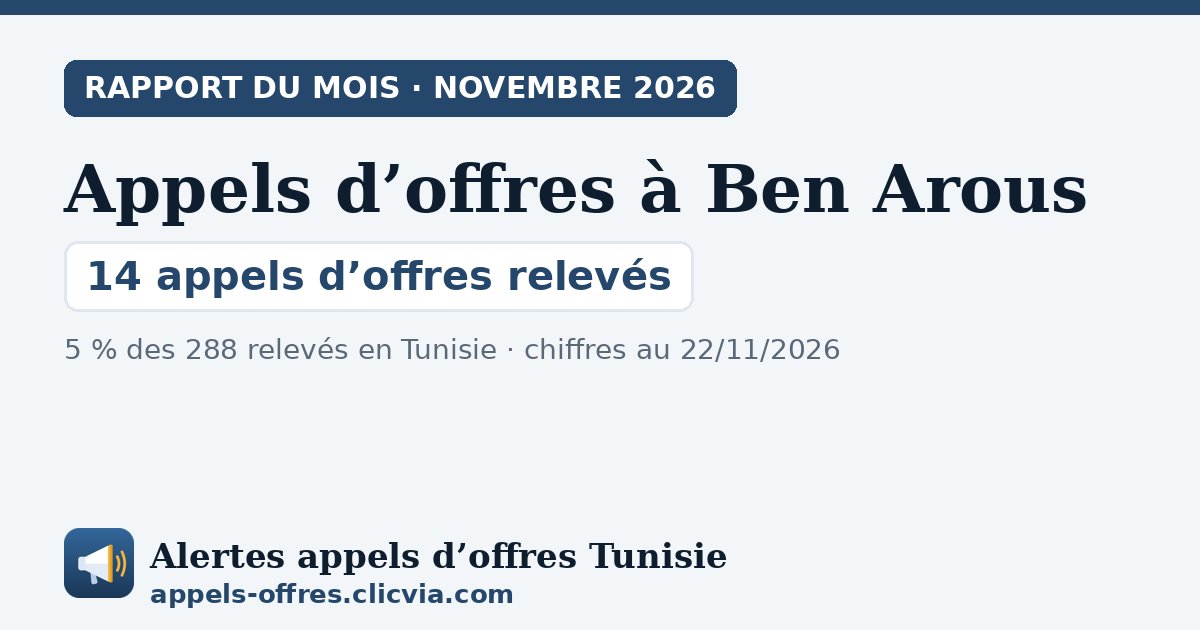 RAPPORT DU MOIS · NOVEMBRE 2026
Appels d’offres à Ben Arous
14 appels d’offres relevés
5 % des 288 relevés en Tunisie · chiffres au 22/11/2026
Alertes appels d’offres Tunisie
appels-offres.clicvia.com